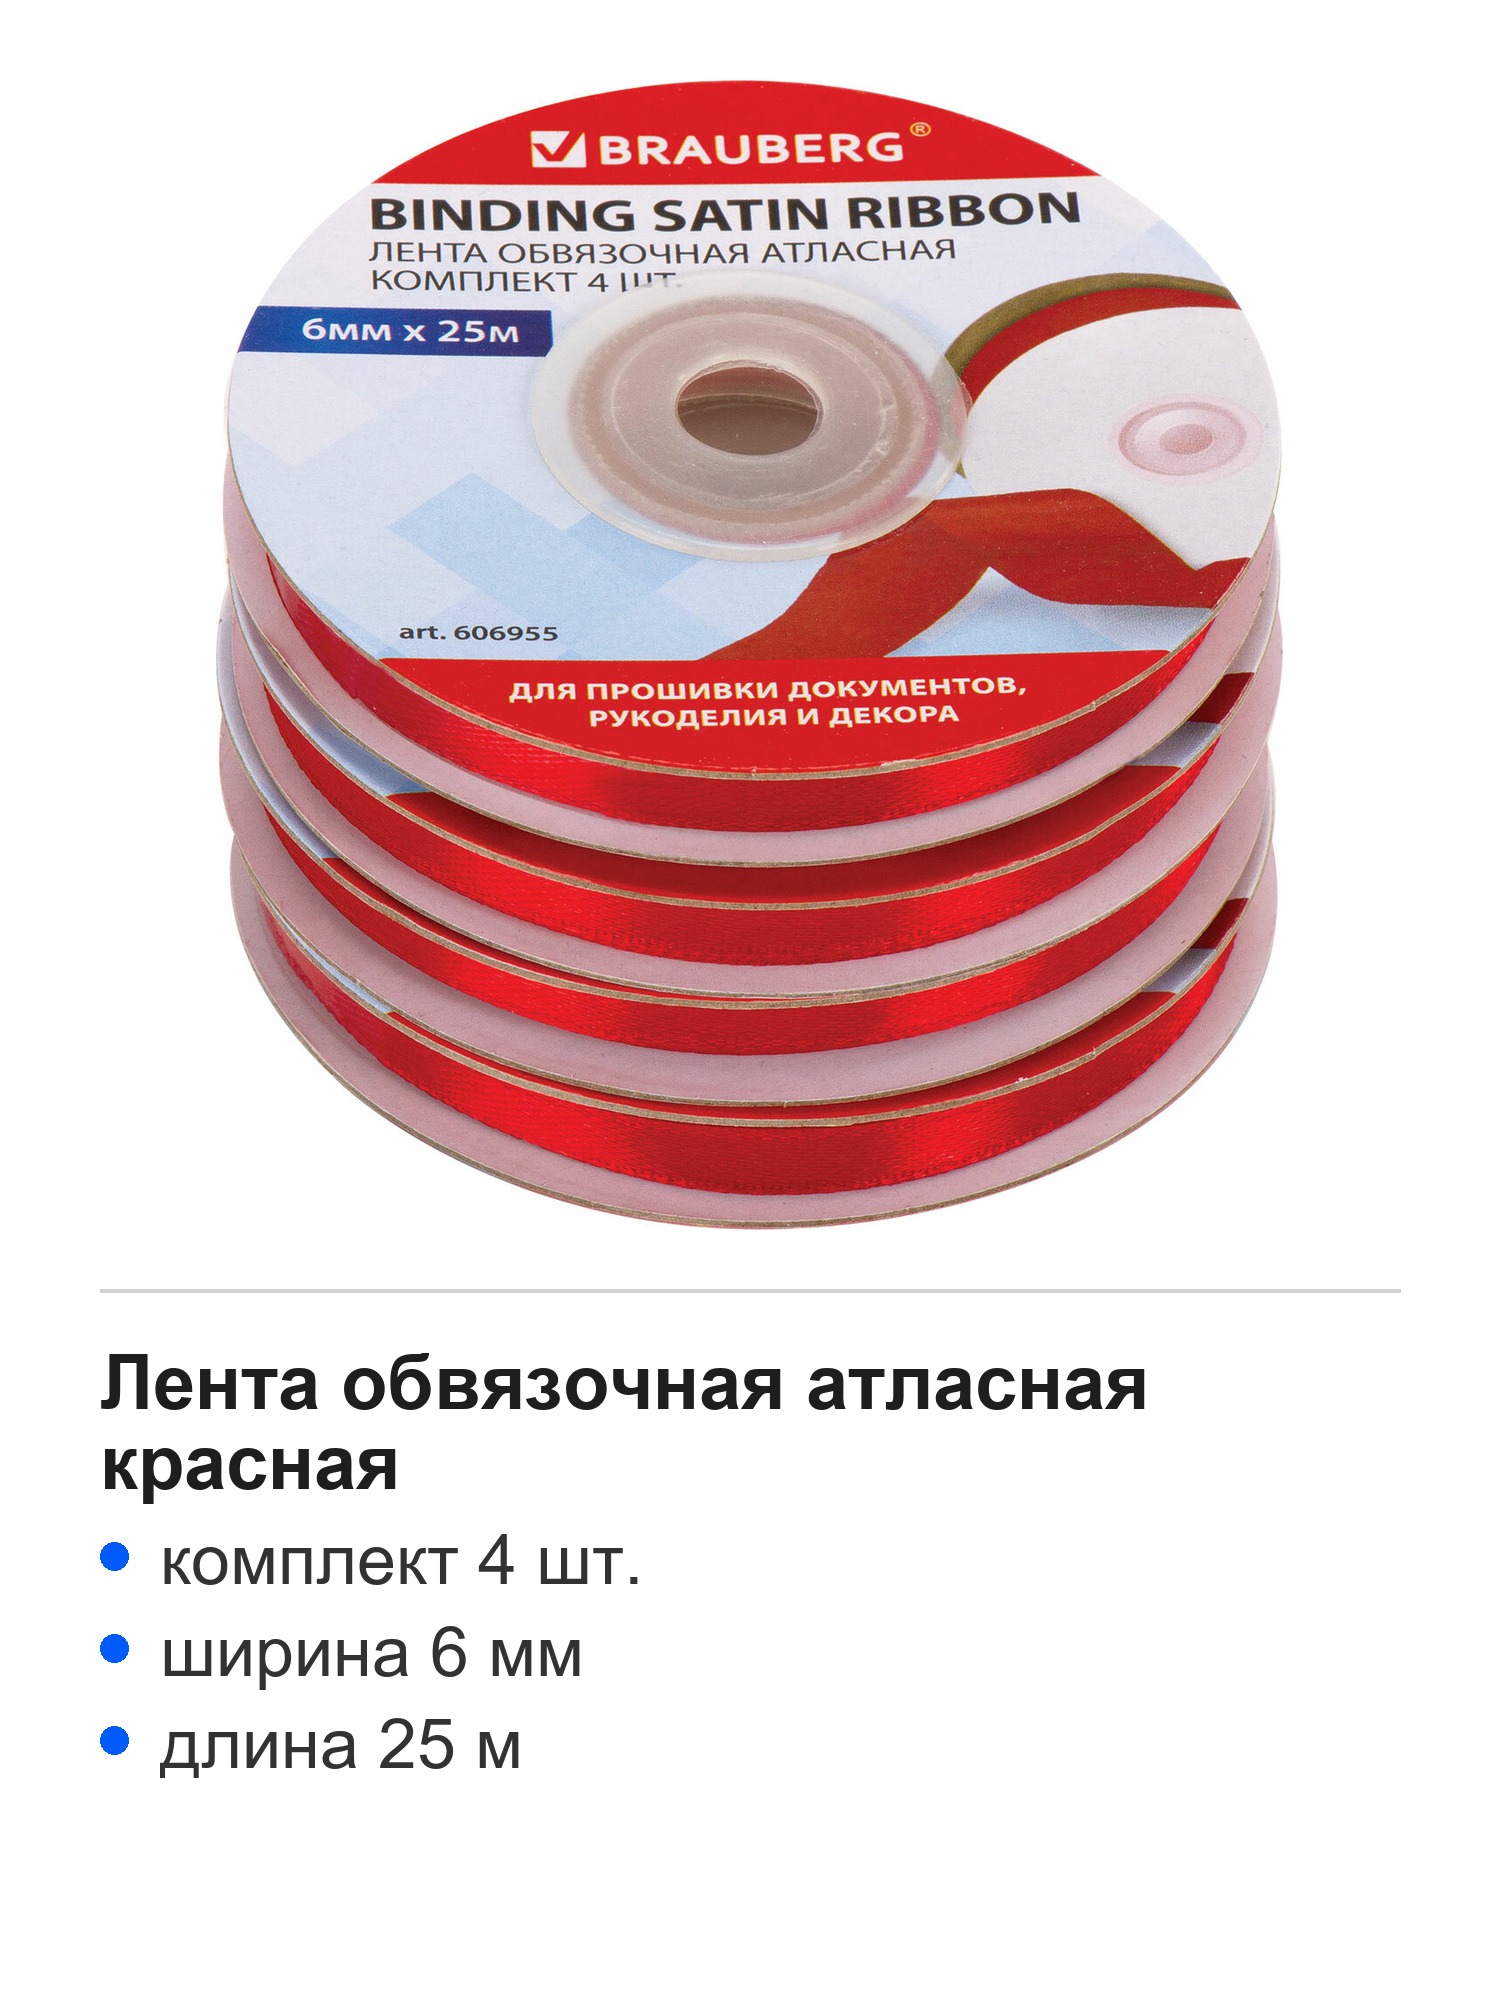 BRAUBERG®
BINDING SATIN RIBBON
ЛЕНТА ОБВЯЗОЧНАЯ АТЛАСНАЯ
КОМПЛЕКТ 4 ШТ.
6мм х 25м
art. 606955
ДЛЯ ПРОШИВКИ ДОКУМЕНТОВ,
РУКОДЕЛИЯ И ДЕКОРА
Лента обвязочная атласная
красная
комплект 4 шт.
ширина 6 мм
длина 25 м